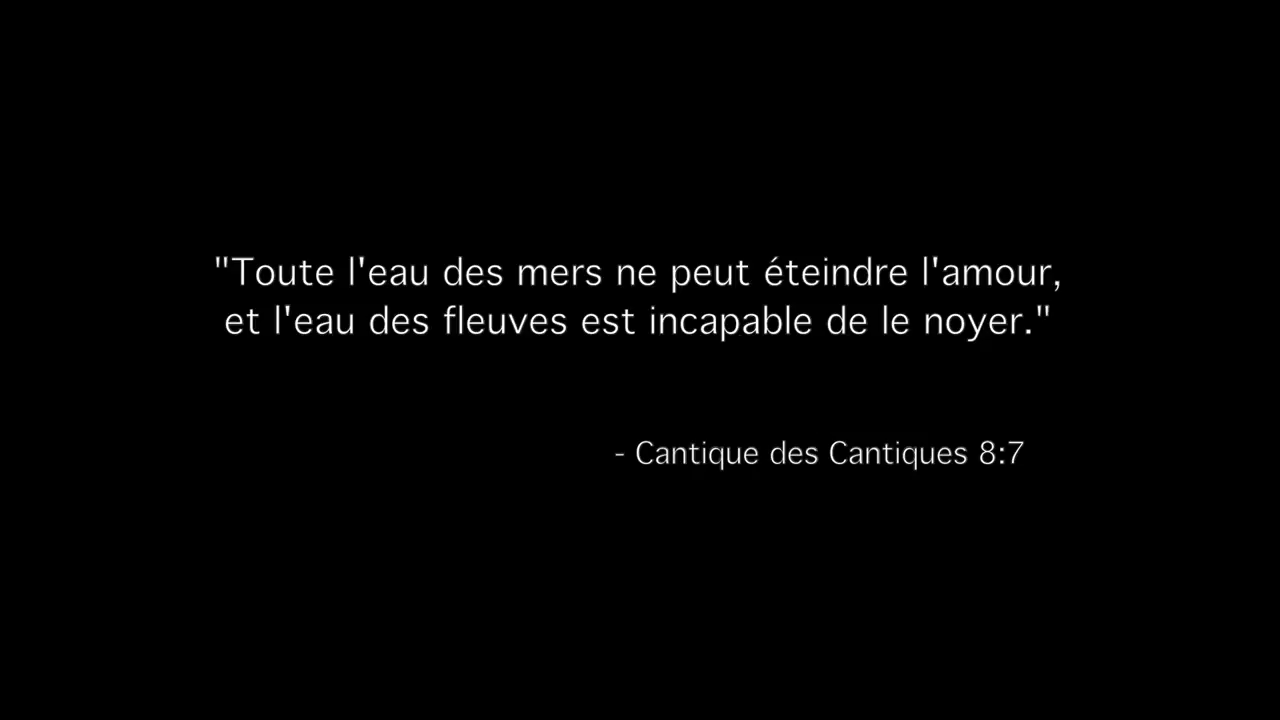 "Toute l'eau des mers ne peut éteindre l'amour,
et l'eau des fleuves est incapable de le noyer."
- Cantique des Cantiques 8:7